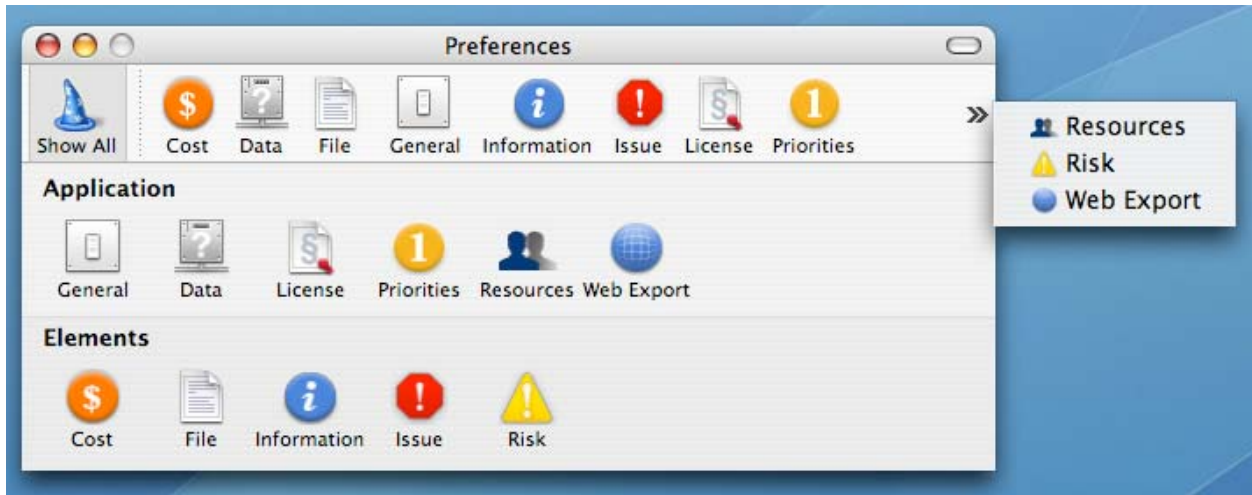 Preferences
Show All Cost Data File General Information Issue License Priorities »
Resources
Risk
Web Export
Application
General Data License Priorities Resources Web Export
Elements
Cost File Information Issue Risk